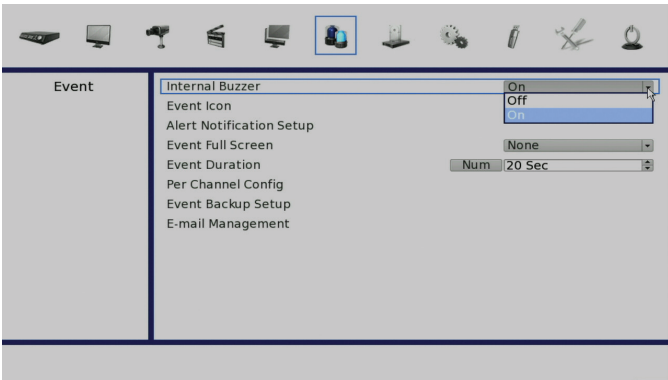 Event
Internal Buzzer On
Event Icon Off
On
Alert Notification Setup
Event Full Screen None
Event Duration Num 20 Sec
Per Channel Config
Event Backup Setup
E-mail Management